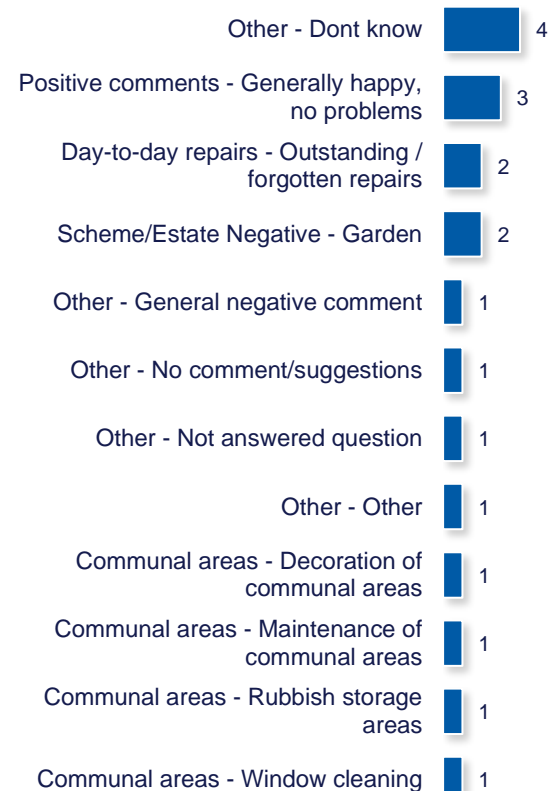 Other - Dont know 4
Positive comments - Generally happy,
no problems 3
Day-to-day repairs - Outstanding /
forgotten repairs 2
Scheme/Estate Negative - Garden 2
Other - General negative comment 1
Other - No comment/suggestions 1
Other - Not answered question 1
Other - Other 1
Communal areas - Decoration of
communal areas 1
Communal areas - Maintenance of
communal areas 1
Communal areas - Rubbish storage
areas 1
Communal areas - Window cleaning 1